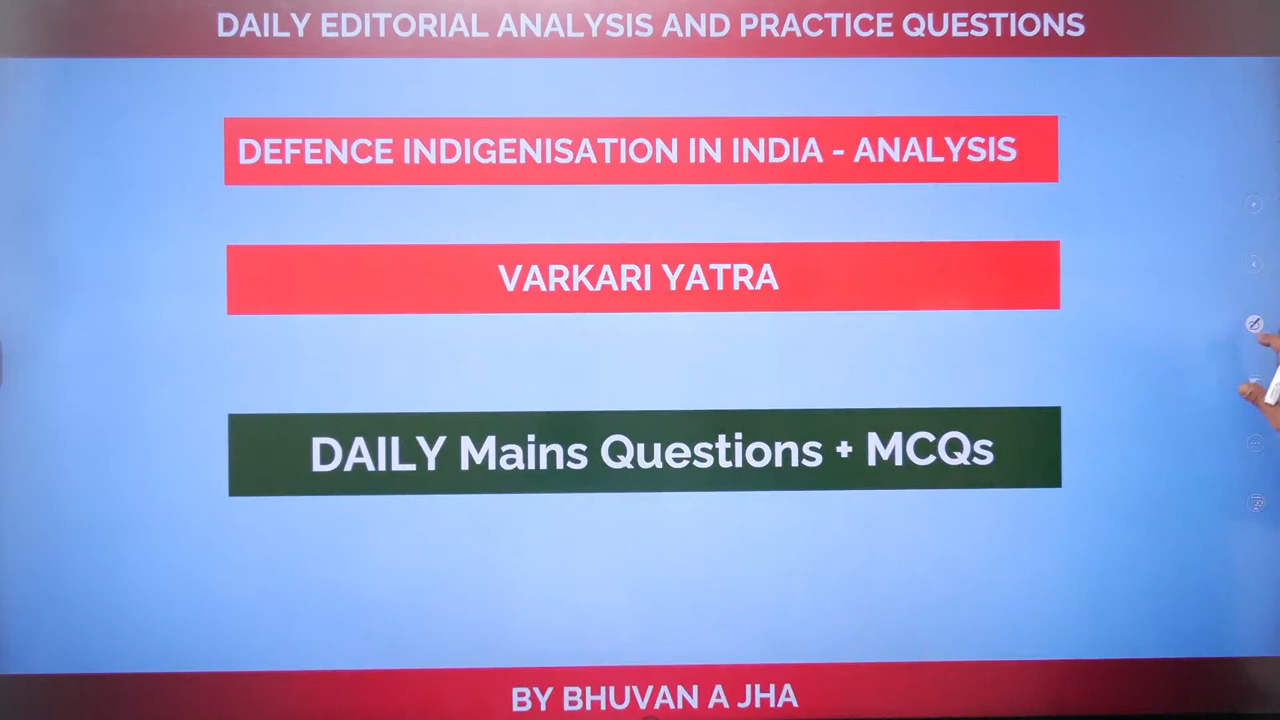 DAILY EDITORIAL ANALYSIS AND PRACTICE QUESTIONS
DEFENCE INDIGENISATION IN INDIA - ANALYSIS
VARKARI YATRA
DAILY Mains Questions + MCQs
BY BHUVAN A JHA